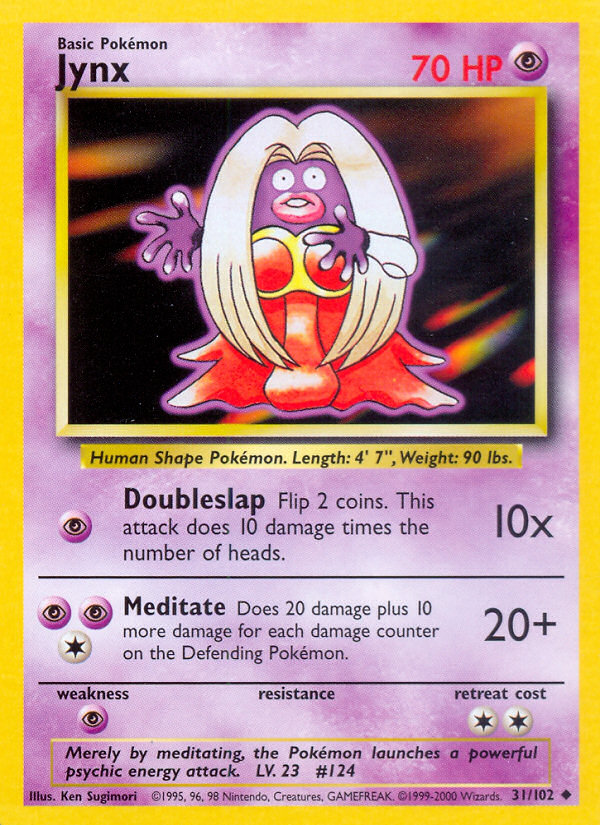 Basic Pokémon
Jynx
70 HP
Human Shape Pokémon. Length: 4' 7", Weight: 90 lbs.
Doubleslap Flip 2 coins. This
attack does 10 damage times the
number of heads.
10x
Meditate Does 20 damage plus 10
more damage for each damage counter
on the Defending Pokémon.
20+
weakness resistance retreat cost
Merely by meditating, the Pokémon launches a powerful
psychic energy attack. LV. 23 #124
Illus. Ken Sugimori ©1995, 96, 98 Nintendo, Creatures, GAMEFREAK. ©1999-2000 Wizards. 31/102